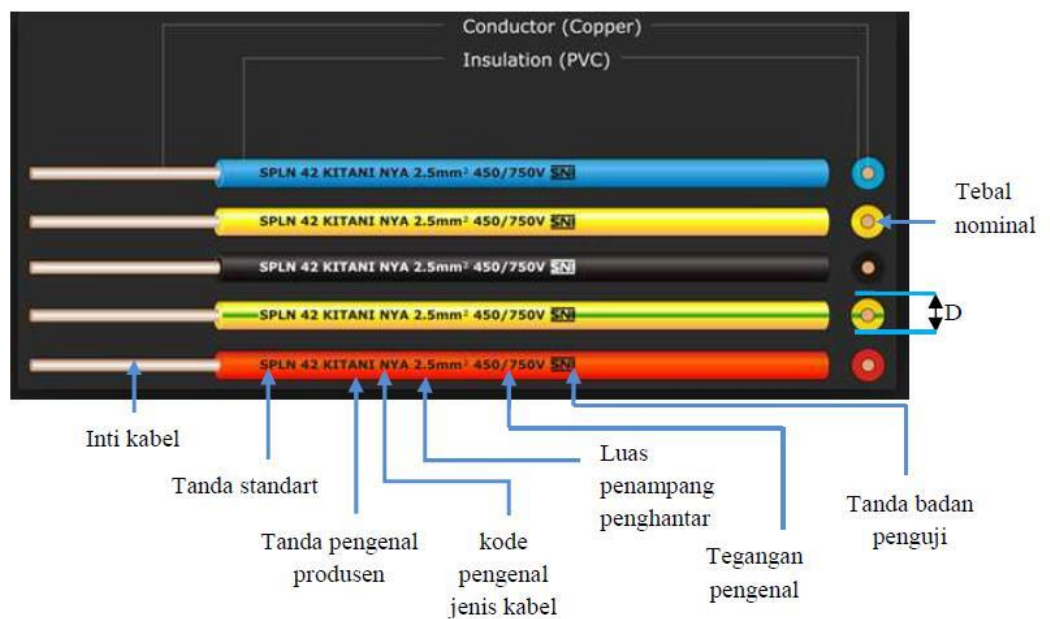 Conductor (Copper)
Insulation (PVC)
SPLN 42 KITANI NYA 2.5mm² 450/750V SNI
SPLN 42 KITANI NYA 2.5mm² 450/750V SNI
SPLN 42 KITANI NYA 2.5mm² 450/750V SNI
SPLN 42 KITANI NYA 2.5mm² 450/750V SNI
SPLN 42 KITANI NYA 2.5mm² 450/750V SNI
Tebal
nominal
D
Inti kabel
Tanda standart
Tanda pengenal
produsen
kode
pengenal
jenis kabel
Luas
penampang
penghantar
Tegangan
pengenal
Tanda badan
penguji